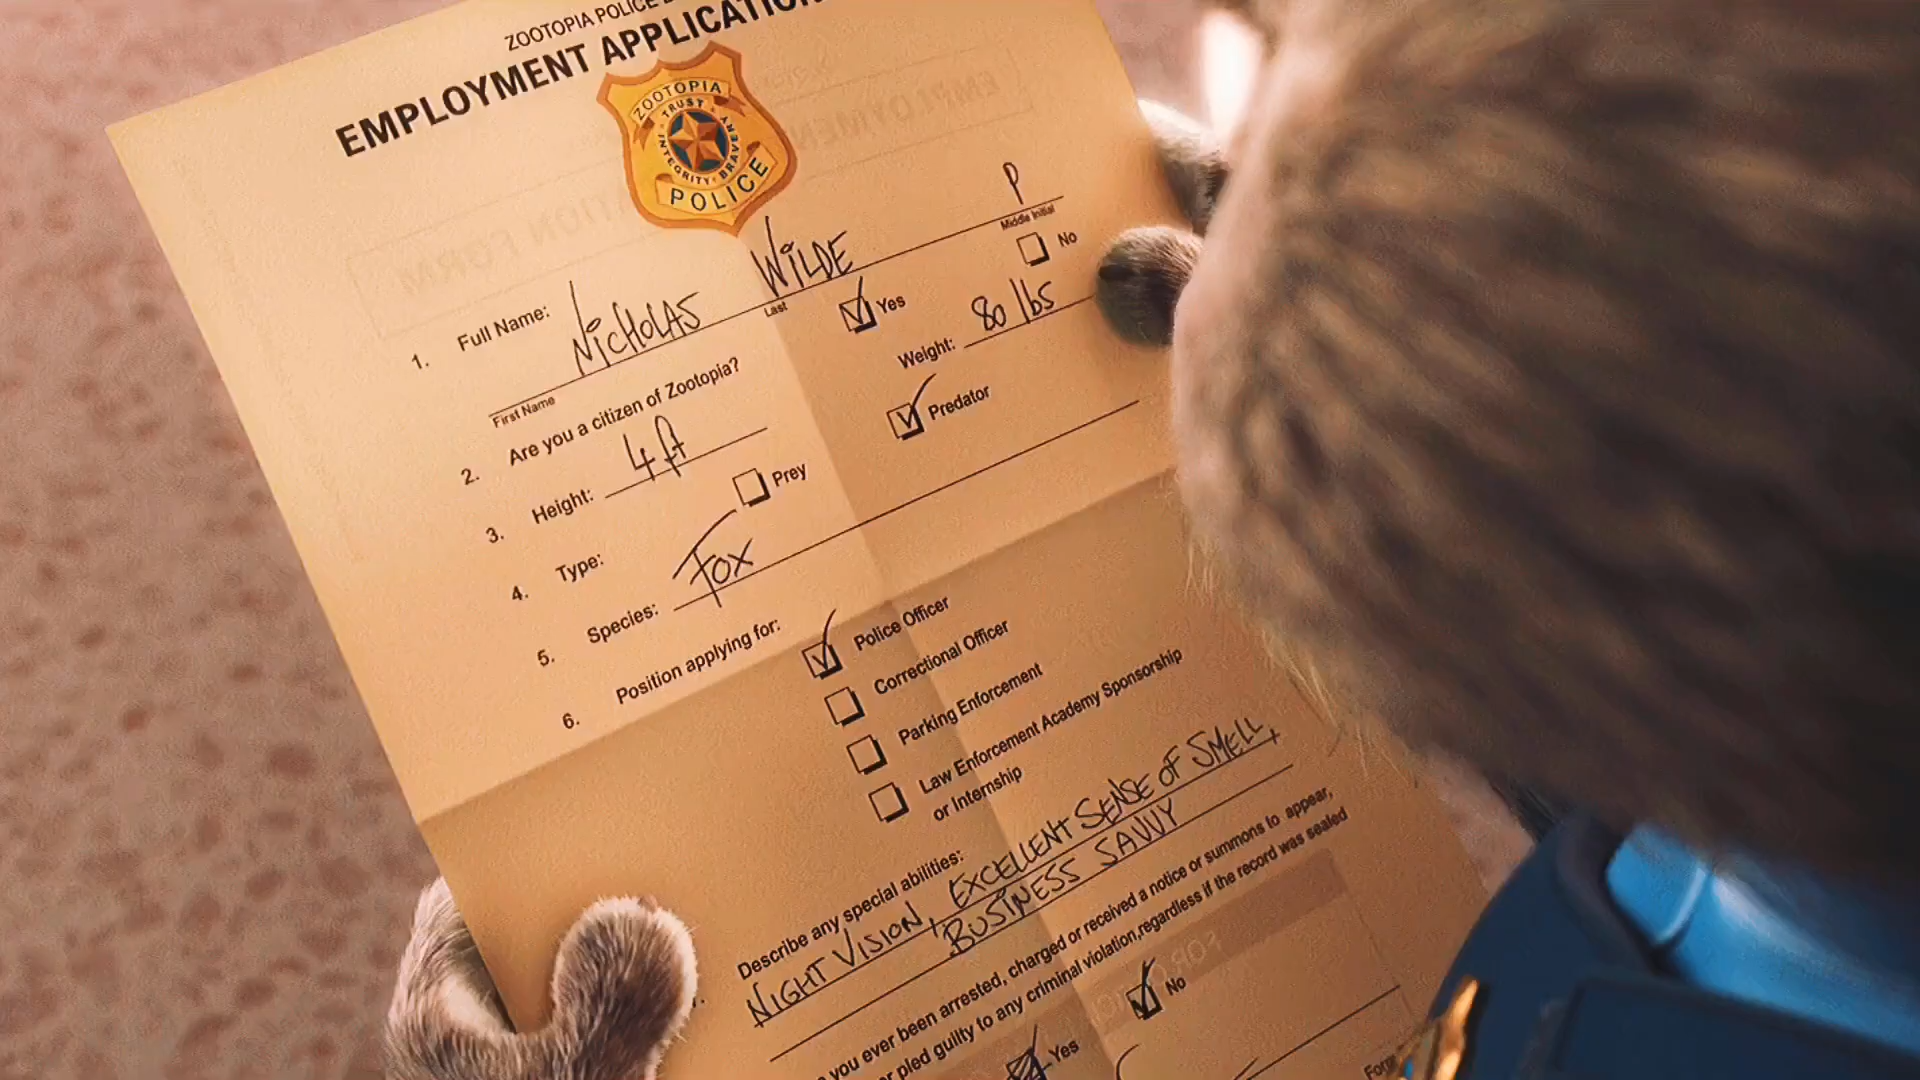 ZOOTOPIA POLICE
EMPLOYMENT APPLICATION
ZOOTOPIA
TRUST
INTEGRITY · BRAVERY
POLICE
1. Full Name: NICHOLAS WILDE P
First Name Last Middle Initial
2. Are you a citizen of Zootopia? Yes No
3. Height: 4 ft Weight: 80 lbs
4. Type: Prey Predator
5. Species: FOX
6. Position applying for: Police Officer
Correctional Officer
Parking Enforcement
Law Enforcement Academy Sponsorship
or Internship
Describe any special abilities:
NIGHT VISION, EXCELLENT SENSE OF SMELL,
BUSINESS SAVVY
you ever been arrested, charged or received a notice or summons to appear,
pled guilty to any criminal violation,regardless if the record was sealed
Yes No
Form